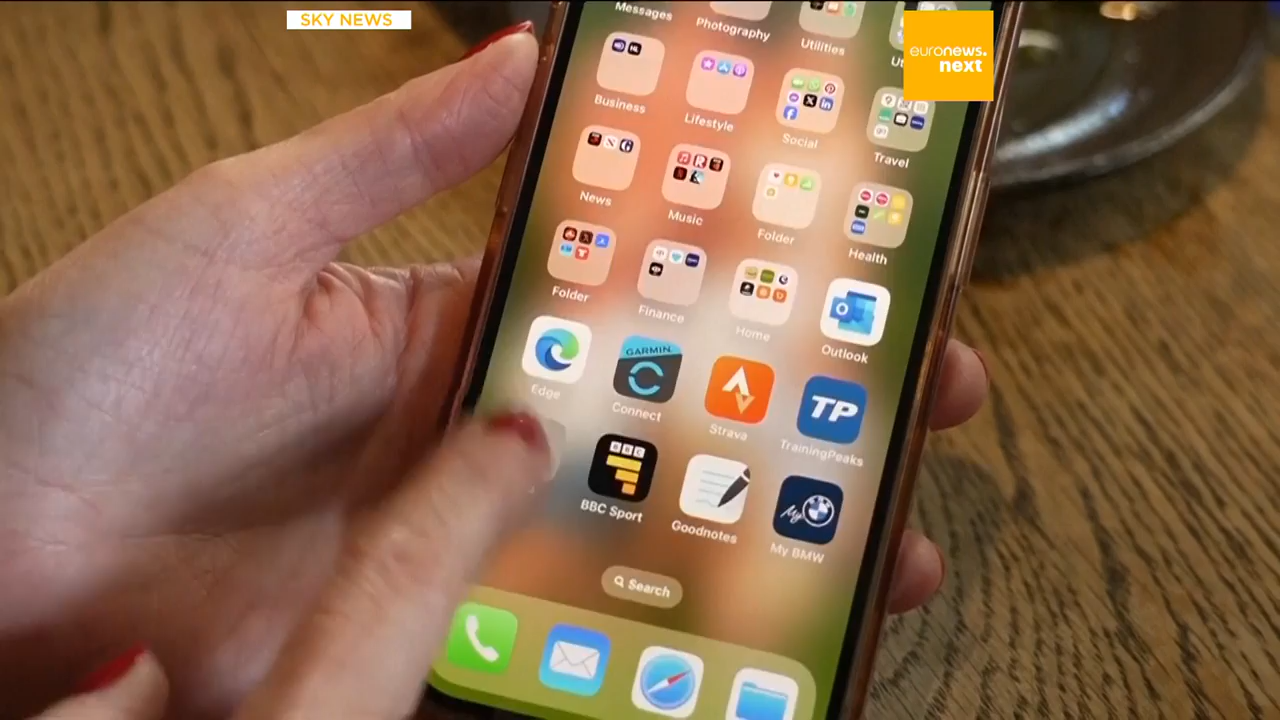 SKY NEWS
euronews.
next
Messages
Photography
Utilities
Business
Lifestyle
Social
Travel
News
Music
Folder
Health
Folder
Finance
Home
Outlook
GARMIN
Edge
Connect
Strava
TP
TrainingPeaks
BBC
BBC Sport
Goodnotes
My
My BMW
Search